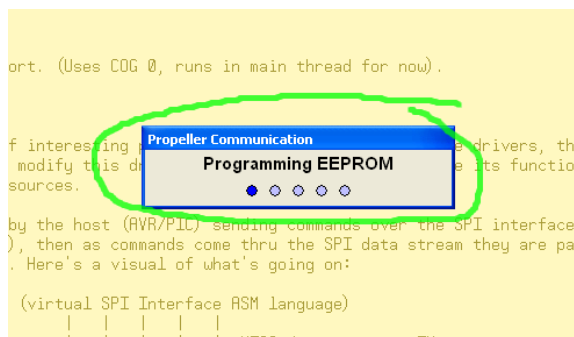 ort. (Uses COG 0, runs in main thread for now).
f interesting
Propeller Communication
e drivers, th
modify this d
Programming EEPROM
its functio
sources.
by the host (AVR/PIC) sending commands over the SPI interface
), then as commands come thru the SPI data stream they are pa
. Here's a visual of what's going on:
(virtual SPI Interface ASM language)